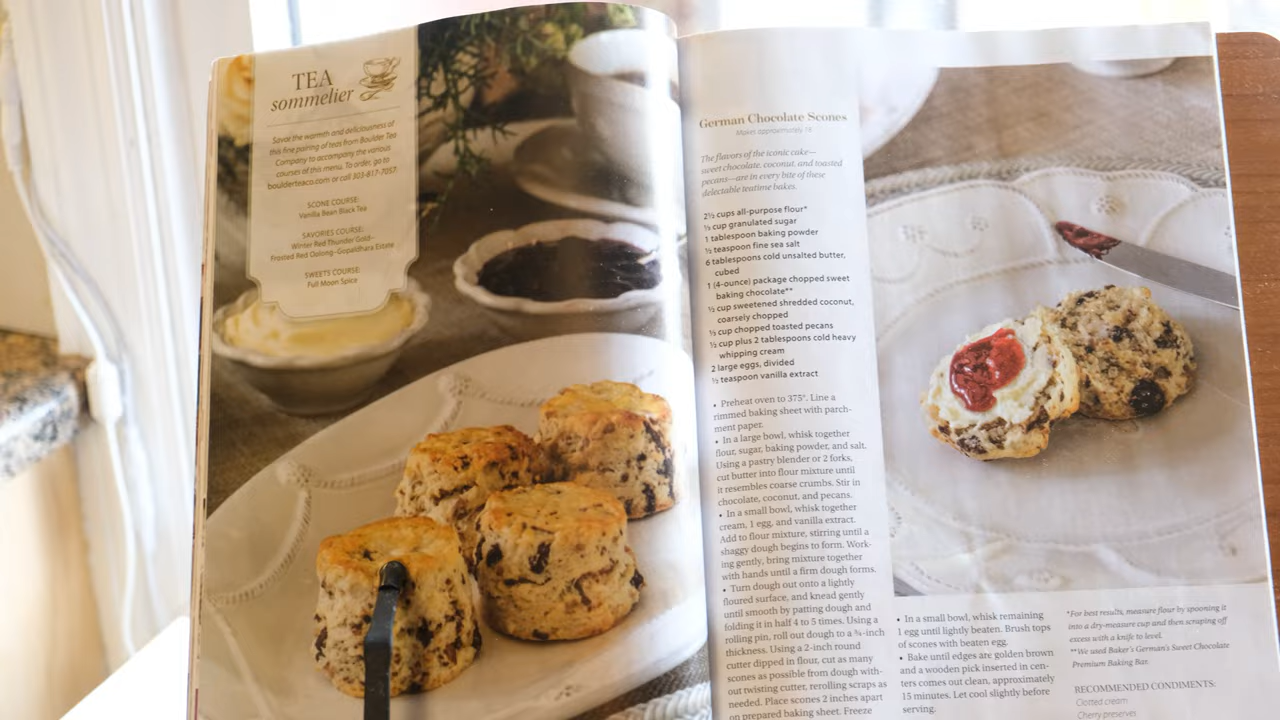 TEA
sommelier
Savor the warmth and deliciousness of
this fine pairing of teas from Boulder Tea
Company to accompany the various
courses of this menu. To order, go to
boulderteaco.com or call 303-817-7057.
SCONE COURSE:
Vanilla Bean Black Tea
SAVORIES COURSE:
Winter Red Thunder Gold–
Frosted Red Oolong–Gopaldhara Estate
SWEETS COURSE:
Full Moon Spice
German Chocolate Scones
Makes approximately 18
The flavors of the iconic cake—
sweet chocolate, coconut, and toasted
pecans—are in every bite of these
delectable teatime bakes.
2½ cups all-purpose flour*
⅓ cup granulated sugar
1 tablespoon baking powder
½ teaspoon fine sea salt
6 tablespoons cold unsalted butter,
cubed
1 (4-ounce) package chopped sweet
baking chocolate**
½ cup sweetened shredded coconut,
coarsely chopped
⅓ cup chopped toasted pecans
½ cup plus 2 tablespoons cold heavy
whipping cream
2 large eggs, divided
½ teaspoon vanilla extract
• Preheat oven to 375°. Line a
rimmed baking sheet with parch-
ment paper.
• In a large bowl, whisk together
flour, sugar, baking powder, and salt.
Using a pastry blender or 2 forks,
cut butter into flour mixture until
it resembles coarse crumbs. Stir in
chocolate, coconut, and pecans.
• In a small bowl, whisk together
cream, 1 egg, and vanilla extract.
Add to flour mixture, stirring until a
shaggy dough begins to form. Work-
ing gently, bring mixture together
with hands until a firm dough forms.
• Turn dough out onto a lightly
floured surface, and knead gently
until smooth by patting dough and
folding it in half 4 to 5 times. Using a
rolling pin, roll out dough to a ¾-inch
thickness. Using a 2-inch round
cutter dipped in flour, cut as many
scones as possible from dough with-
out twisting cutter, rerolling scraps as
needed. Place scones 2 inches apart
on prepared baking sheet. Freeze
• In a small bowl, whisk remaining
1 egg until lightly beaten. Brush tops
of scones with beaten egg.
• Bake until edges are golden brown
and a wooden pick inserted in cen-
ters comes out clean, approximately
15 minutes. Let cool slightly before
serving.
*For best results, measure flour by spooning it
into a dry-measure cup and then scraping off
excess with a knife to level.
**We used Baker's German's Sweet Chocolate
Premium Baking Bar.
RECOMMENDED CONDIMENTS:
Clotted cream
Cherry preserves